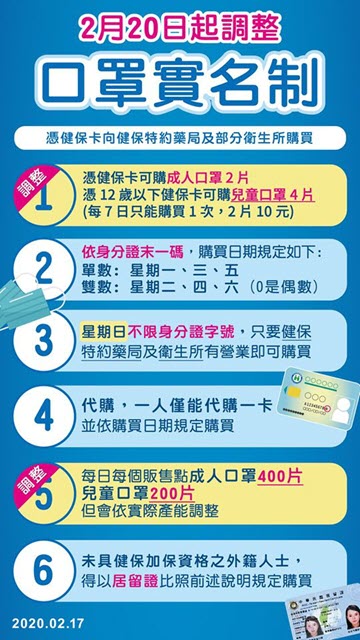 2月20日起調整
口罩實名制
憑健保卡向健保特約藥局及部分衛生所購買
調整
1
憑健保卡可購成人口罩2片
憑12歲以下健保卡可購兒童口罩4片
(每7日只能購買1次，2片10元)
2
依身分證末一碼，購買日期規定如下:
單數: 星期一、三、五
雙數: 星期二、四、六（0是偶數）
3
星期日不限身分證字號，只要健保
特約藥局及衛生所有營業即可購買
4
代購，一人僅能代購一卡
並依購買日期規定購買
調整
5
每日每個販售點成人口罩400片
兒童口罩200片
但會依實際產能調整
6
未具健保加保資格之外籍人士，
得以居留證比照前述說明規定購買
2020.02.17